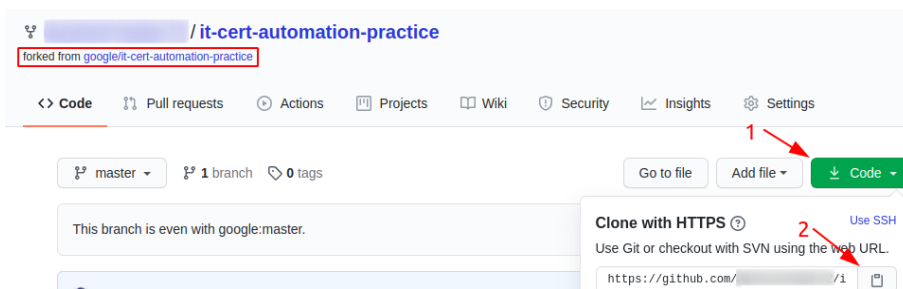 / it-cert-automation-practice
forked from google/it-cert-automation-practice
<> Code Pull requests Actions Projects Wiki Security Insights Settings
1
master 1 branch 0 tags Go to file Add file Code
This branch is even with google:master.
Clone with HTTPS Use SSH
2
Use Git or checkout with SVN using the web URL.
https://github.com/ /i